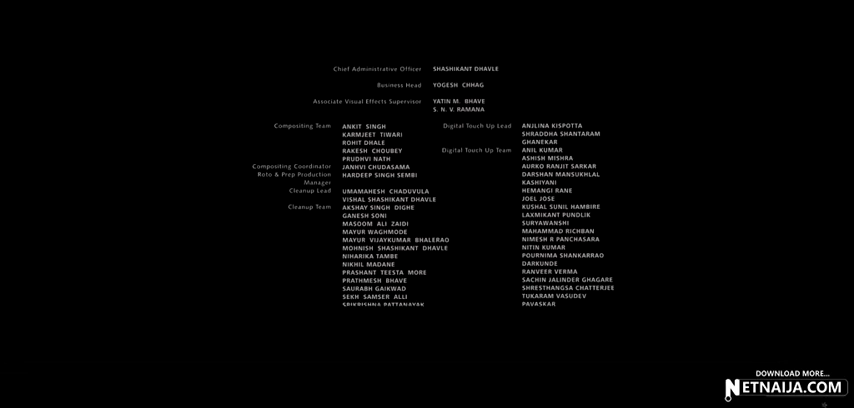 Chief Administrative Officer SHASHIKANT DHAVLE
Business Head YOGESH CHHAG
Associate Visual Effects Supervisor YATIN M. BHAVE
S. N. V. RAMANA
Compositing Team ANKIT SINGH
KARMJEET TIWARI
ROHIT DHALE
RAKESH CHOUBEY
PRUDHVI NATH
Compositing Coordinator JANHVI CHUDASAMA
Roto & Prep Production HARDEEP SINGH SEMBI
Manager
Cleanup Lead UMAMAHESH CHADUVULA
VISHAL SHASHIKANT DHAVLE
Cleanup Team AKSHAY SINGH DIGHE
GANESH SONI
MASOOM ALI ZAIDI
MAYUR WAGHMODE
MAYUR VIJAYKUMAR BHALERAO
MOHNISH SHASHIKANT DHAVLE
NIHARIKA TAMBE
NIKHIL MADANE
PRASHANT TEESTA MORE
PRATHMESH BHAVE
SAURABH GAIKWAD
SEKH SAMSER ALLI
SRIKRISHNA PATTANAYAK
Digital Touch Up Lead ANJLINA KISPOTTA
SHRADDHA SHANTARAM
GHANEKAR
Digital Touch Up Team ANIL KUMAR
ASHISH MISHRA
AURKO RANJIT SARKAR
DARSHAN MANSUKHLAL
KASHIYANI
HEMANGI RANE
JOEL JOSE
KUSHAL SUNIL HAMBIRE
LAXMIKANT PUNDLIK
SURYAWANSHI
MAHAMMAD RICHBAN
NIMESH R PANCHASARA
NITIN KUMAR
POURNIMA SHANKARRAO
DARKUNDE
RANVEER VERMA
SACHIN JALINDER GHAGARE
SHRESTHANGSA CHATTERJEE
TUKARAM VASUDEV
PAVASKAR
DOWNLOAD MORE...
NETNAIJA.COM